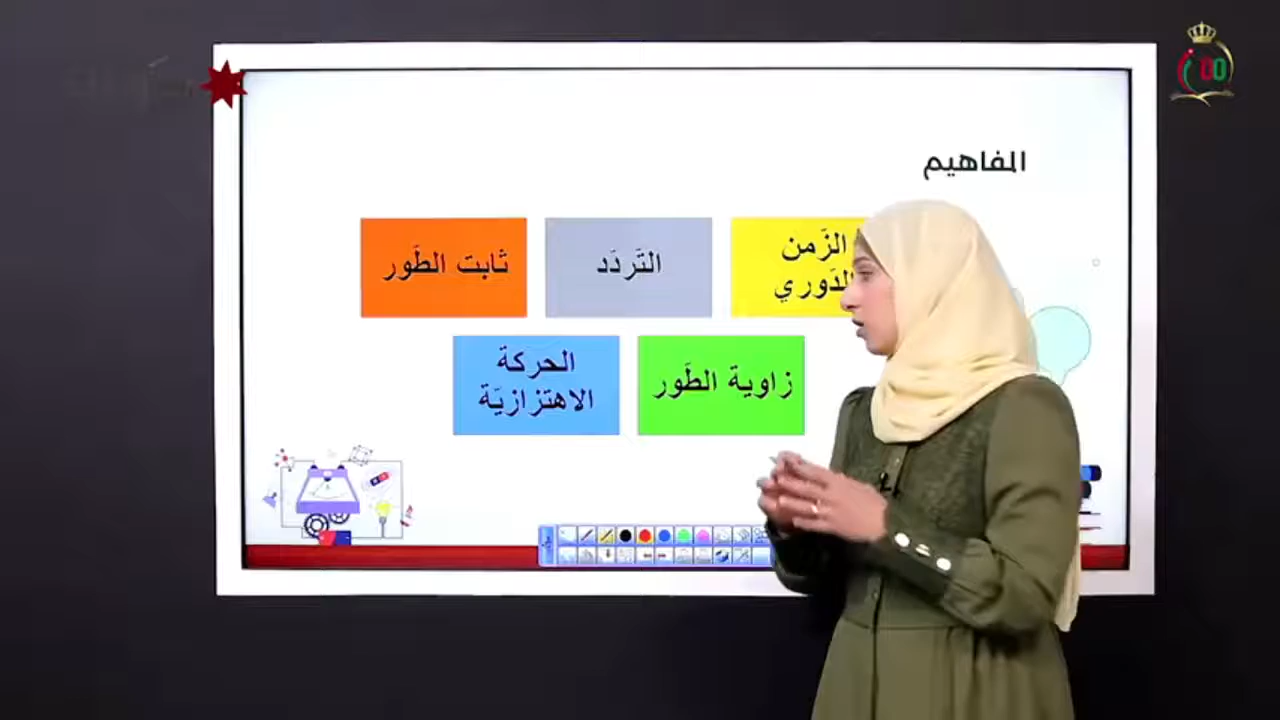 المفاهيم
الزّمن
الدّوري
التّردّد
ثابت الطّور
زاوية الطّور
الحركة
الاهتزازيّة